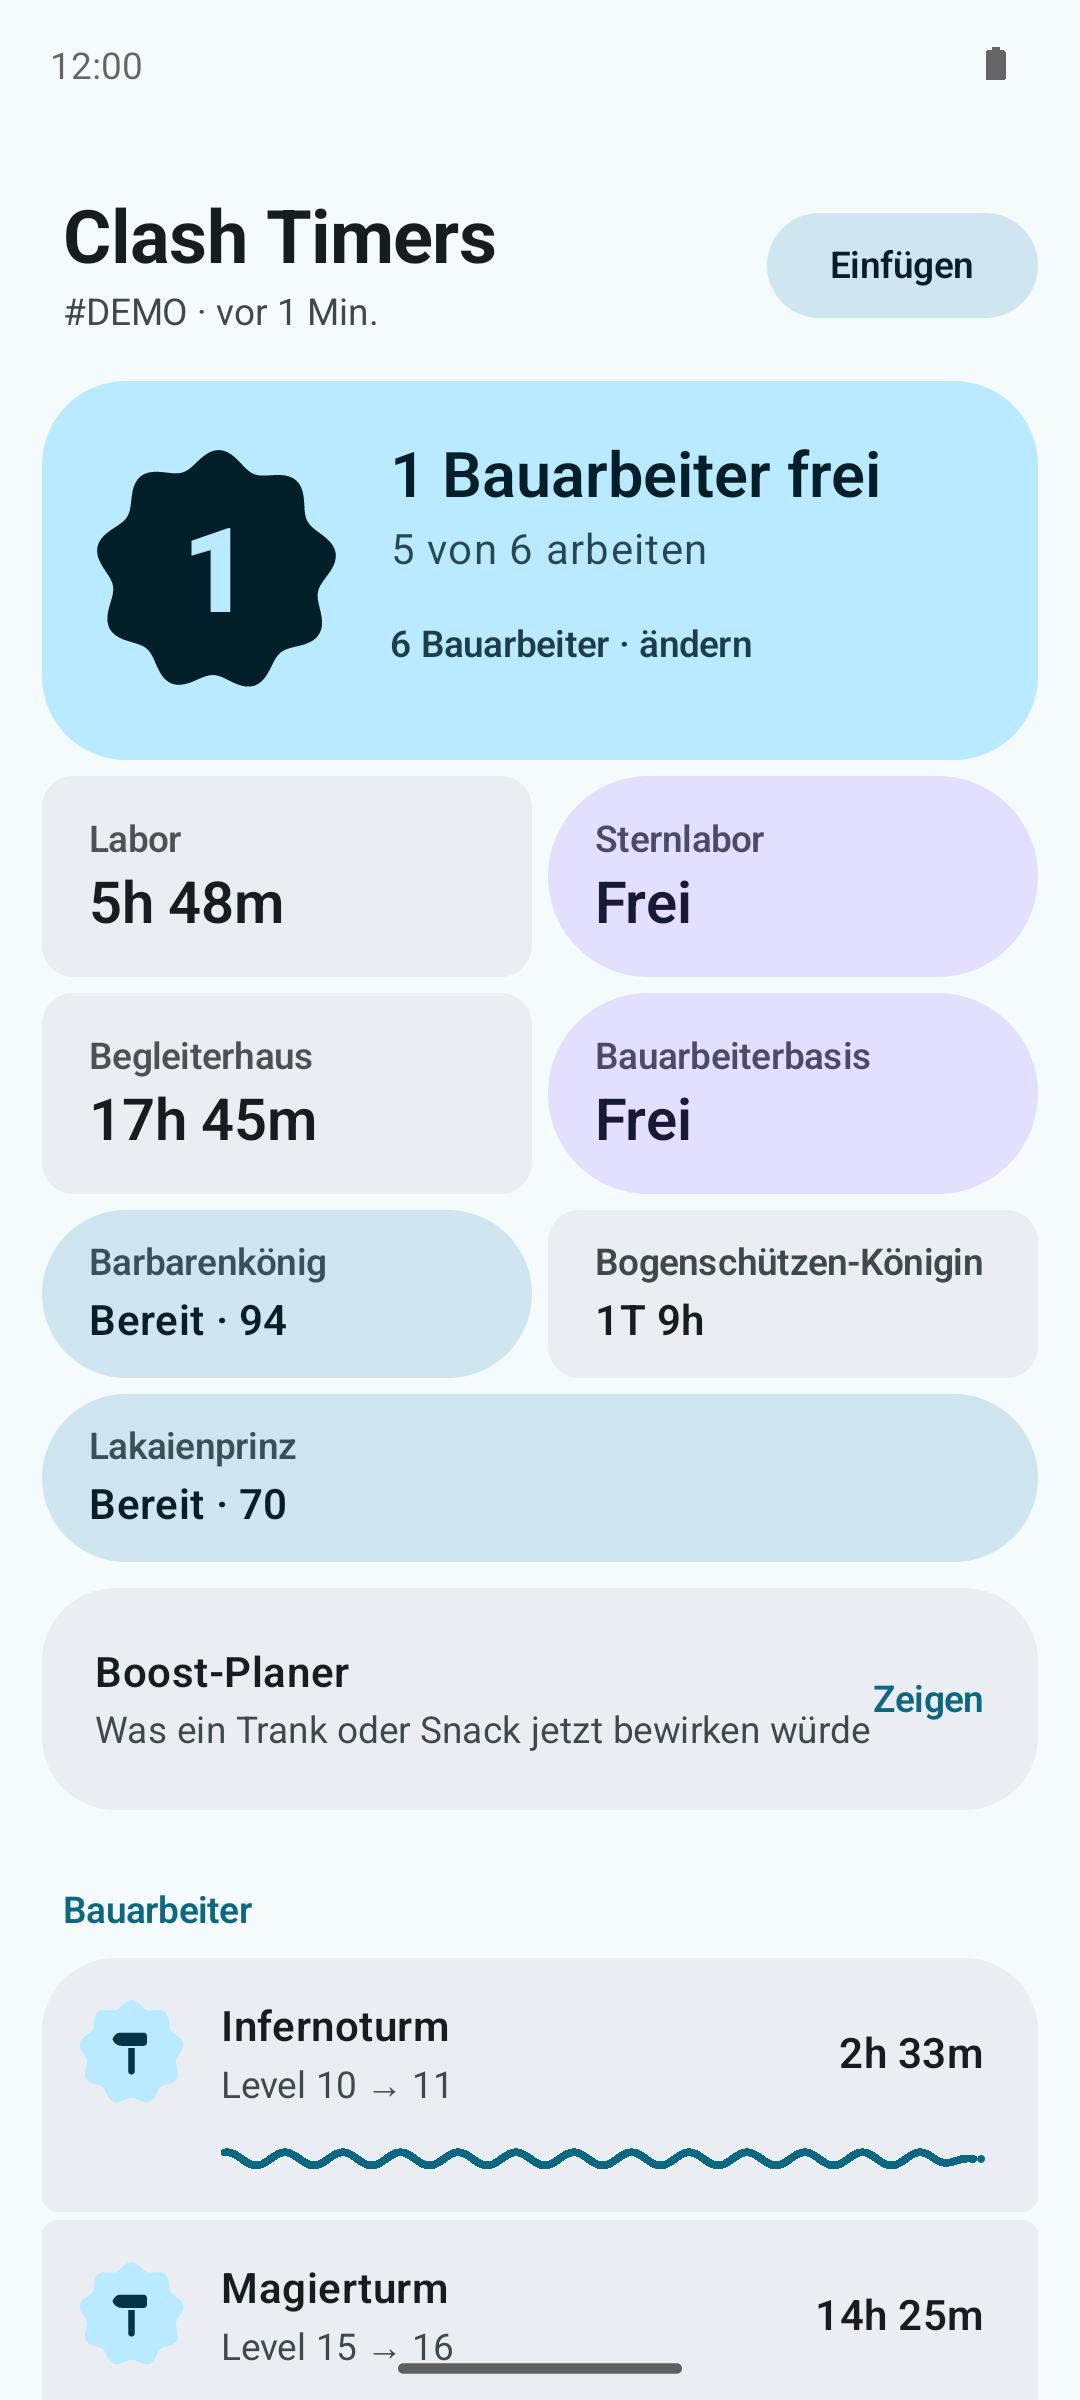 12:00
Clash Timers
#DEMO · vor 1 Min.
Einfügen
1
1 Bauarbeiter frei
5 von 6 arbeiten
6 Bauarbeiter · ändern
Labor
5h 48m
Sternlabor
Frei
Begleiterhaus
17h 45m
Bauarbeiterbasis
Frei
Barbarenkönig
Bereit · 94
Bogenschützen-Königin
1T 9h
Lakaienprinz
Bereit · 70
Boost-Planer
Was ein Trank oder Snack jetzt bewirken würde
Zeigen
Bauarbeiter
Infernoturm
Level 10 → 11
2h 33m
Magierturm
Level 15 → 16
14h 25m